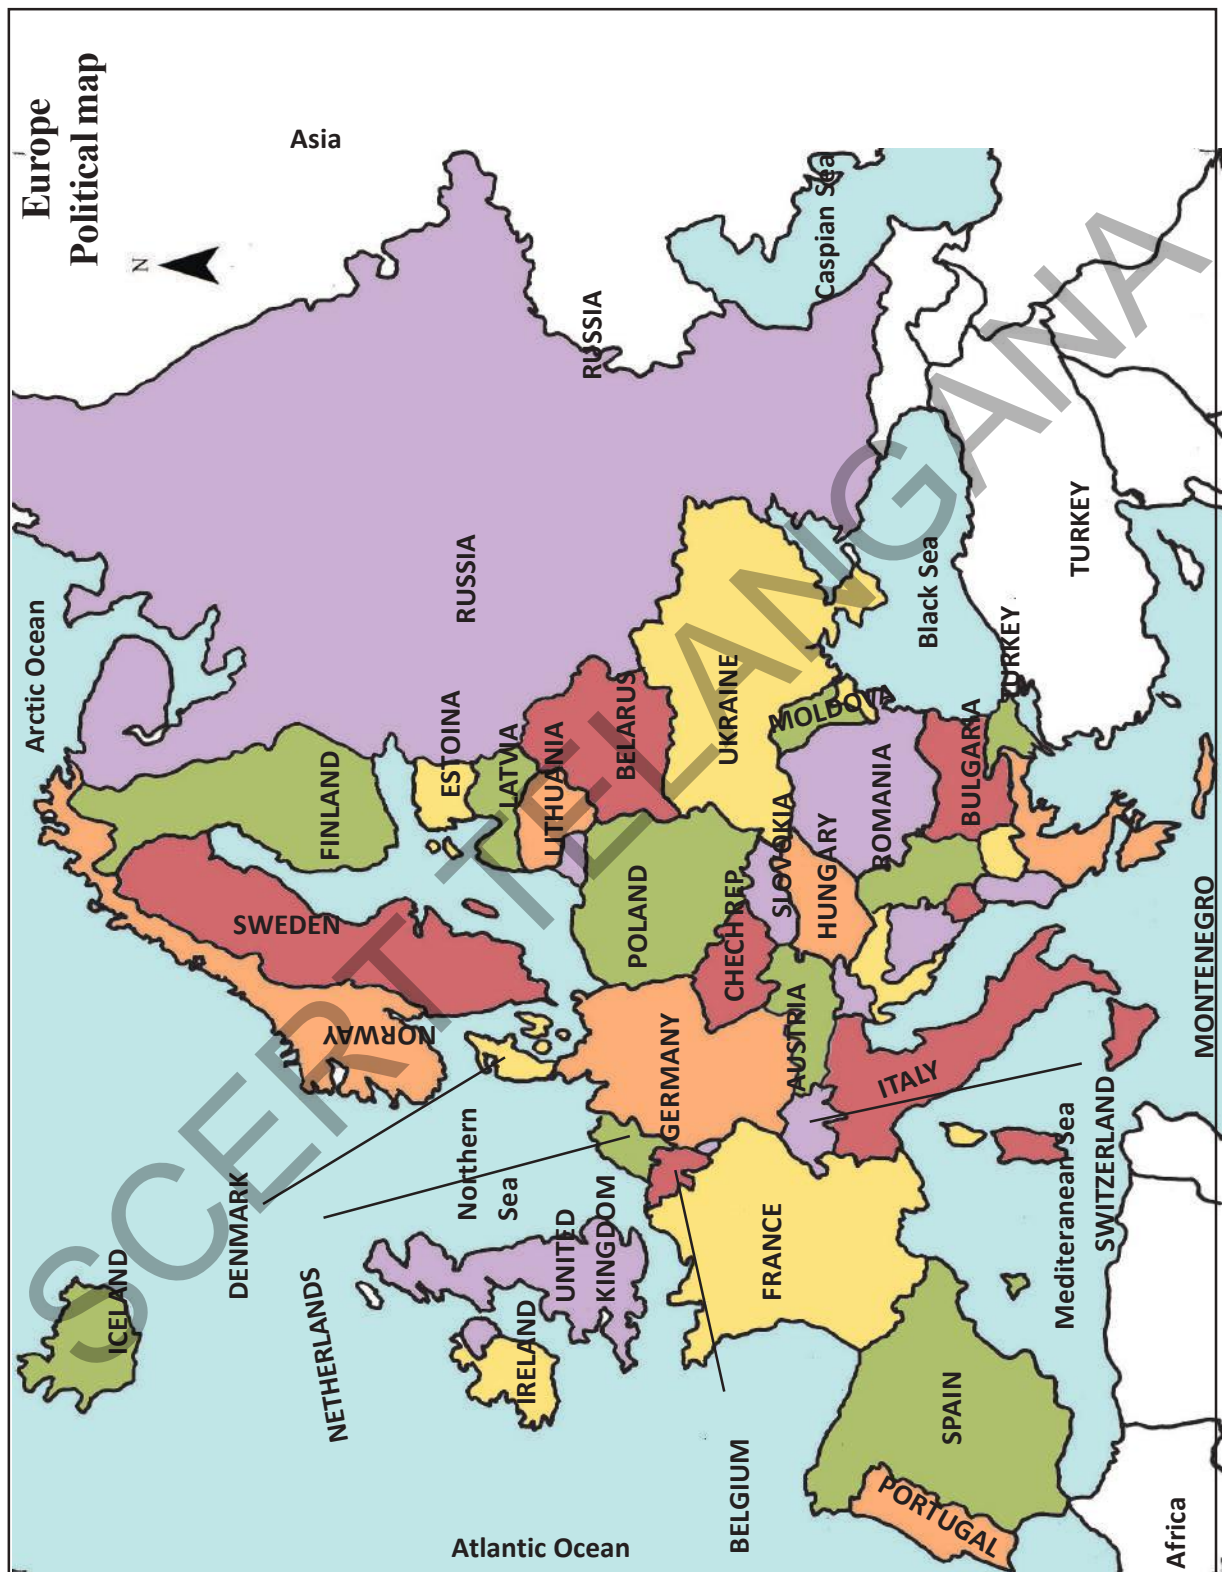 Europe
Political map
N
Asia
Arctic Ocean
RUSSIA
RUSSIA
Caspian Sea
ICELAND
NORWAY
SWEDEN
FINLAND
ESTOINA
LATVIA
LITHUANIA
BELARUS
DENMARK
NETHERLANDS
Northern
Sea
UNITED
KINGDOM
IRELAND
GERMANY
POLAND
CHECH REP
SLOVOKIA
UKRAINE
MOLDOVA
AUSTRIA
HUNGARY
ROMANIA
BULGARIA
Black Sea
TURKEY
TURKEY
FRANCE
BELGIUM
ITALY
SPAIN
PORTUGAL
Atlantic Ocean
Mediteranean Sea
SWITZERLAND
MONTENEGRO
Africa
SCERT TELANGANA